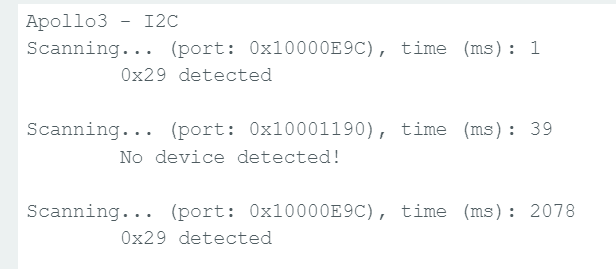 Apollo3 - I2C
Scanning... (port: 0x10000E9C), time (ms): 1
0x29 detected
Scanning... (port: 0x10001190), time (ms): 39
No device detected!
Scanning... (port: 0x10000E9C), time (ms): 2078
0x29 detected